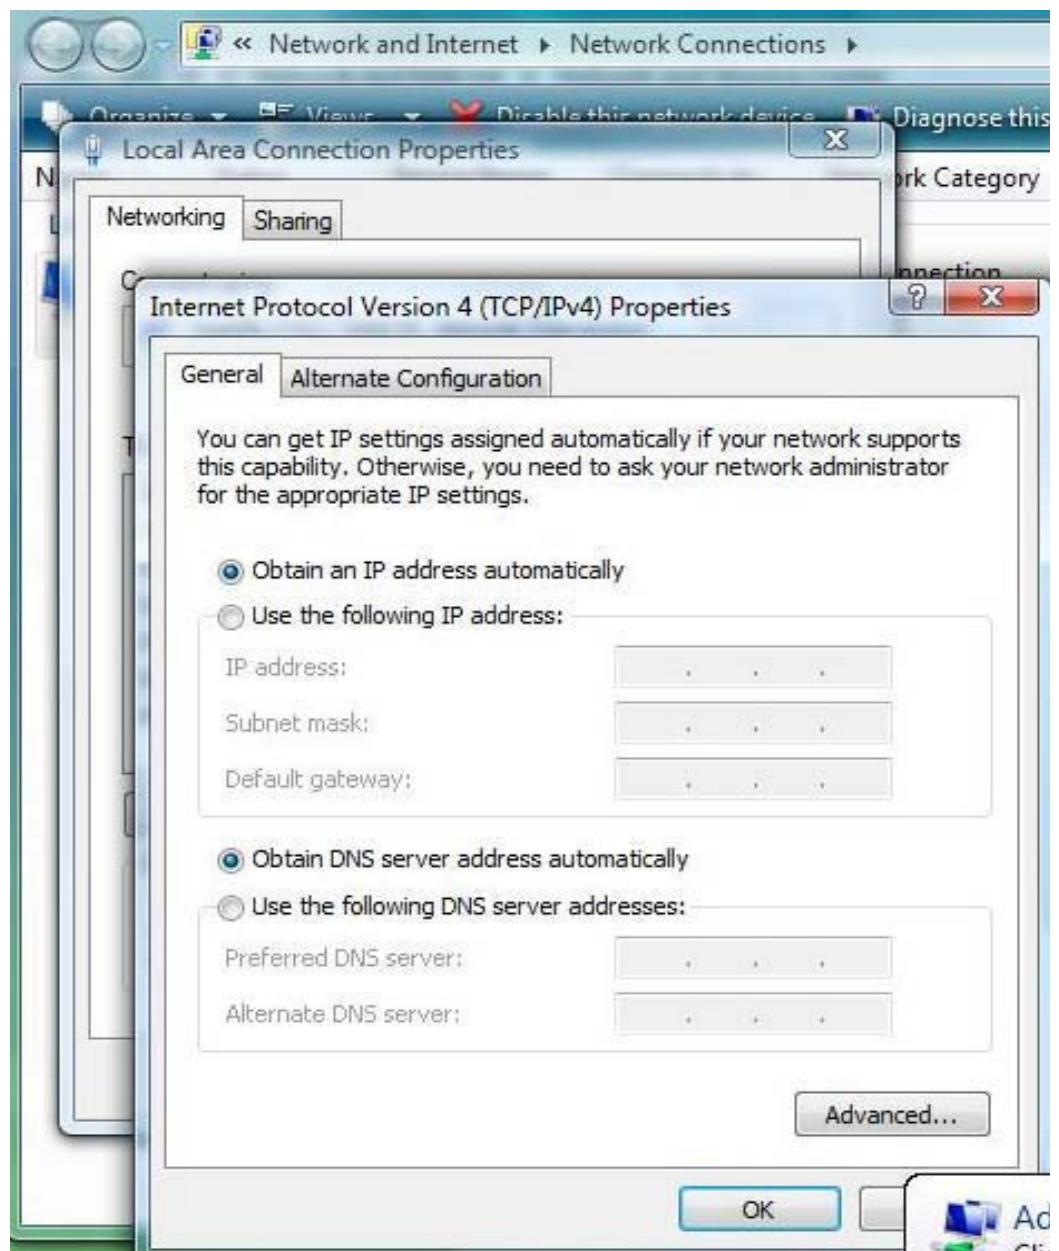 « Network and Internet ▸ Network Connections ▸
Organize Views Disable this network device Diagnose this
Local Area Connection Properties
rk Category
Networking Sharing
nnection
Internet Protocol Version 4 (TCP/IPv4) Properties
General Alternate Configuration
You can get IP settings assigned automatically if your network supports
this capability. Otherwise, you need to ask your network administrator
for the appropriate IP settings.
Obtain an IP address automatically
Use the following IP address:
IP address:
Subnet mask:
Default gateway:
Obtain DNS server address automatically
Use the following DNS server addresses:
Preferred DNS server:
Alternate DNS server:
Advanced...
OK
Ad